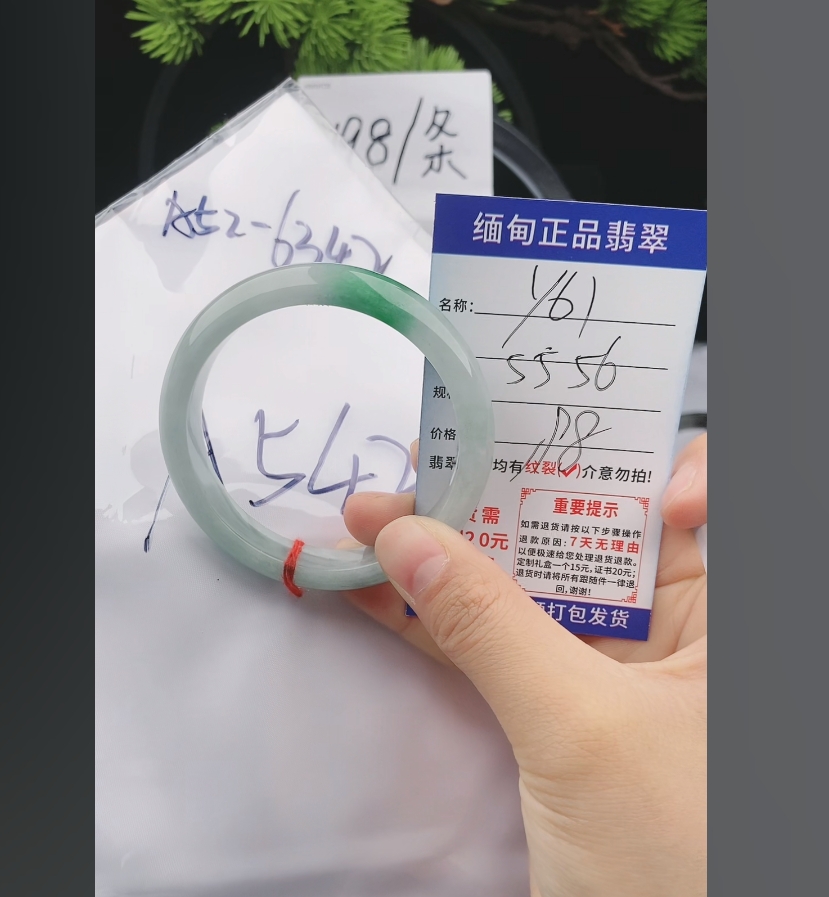 98/条
A52-6342
A542
缅甸正品翡翠
名称:
5556
规
价格
翡翠 均有纹裂(✓)介意勿拍!
需
20元
重要提示
如需退货请按以下步骤操作
退款原因:7天无理由
以便极速给您处理退货退款。
定制礼盒一个15元,证书20元;
退货时请将所有跟随件一律退
回,谢谢!
打包发货